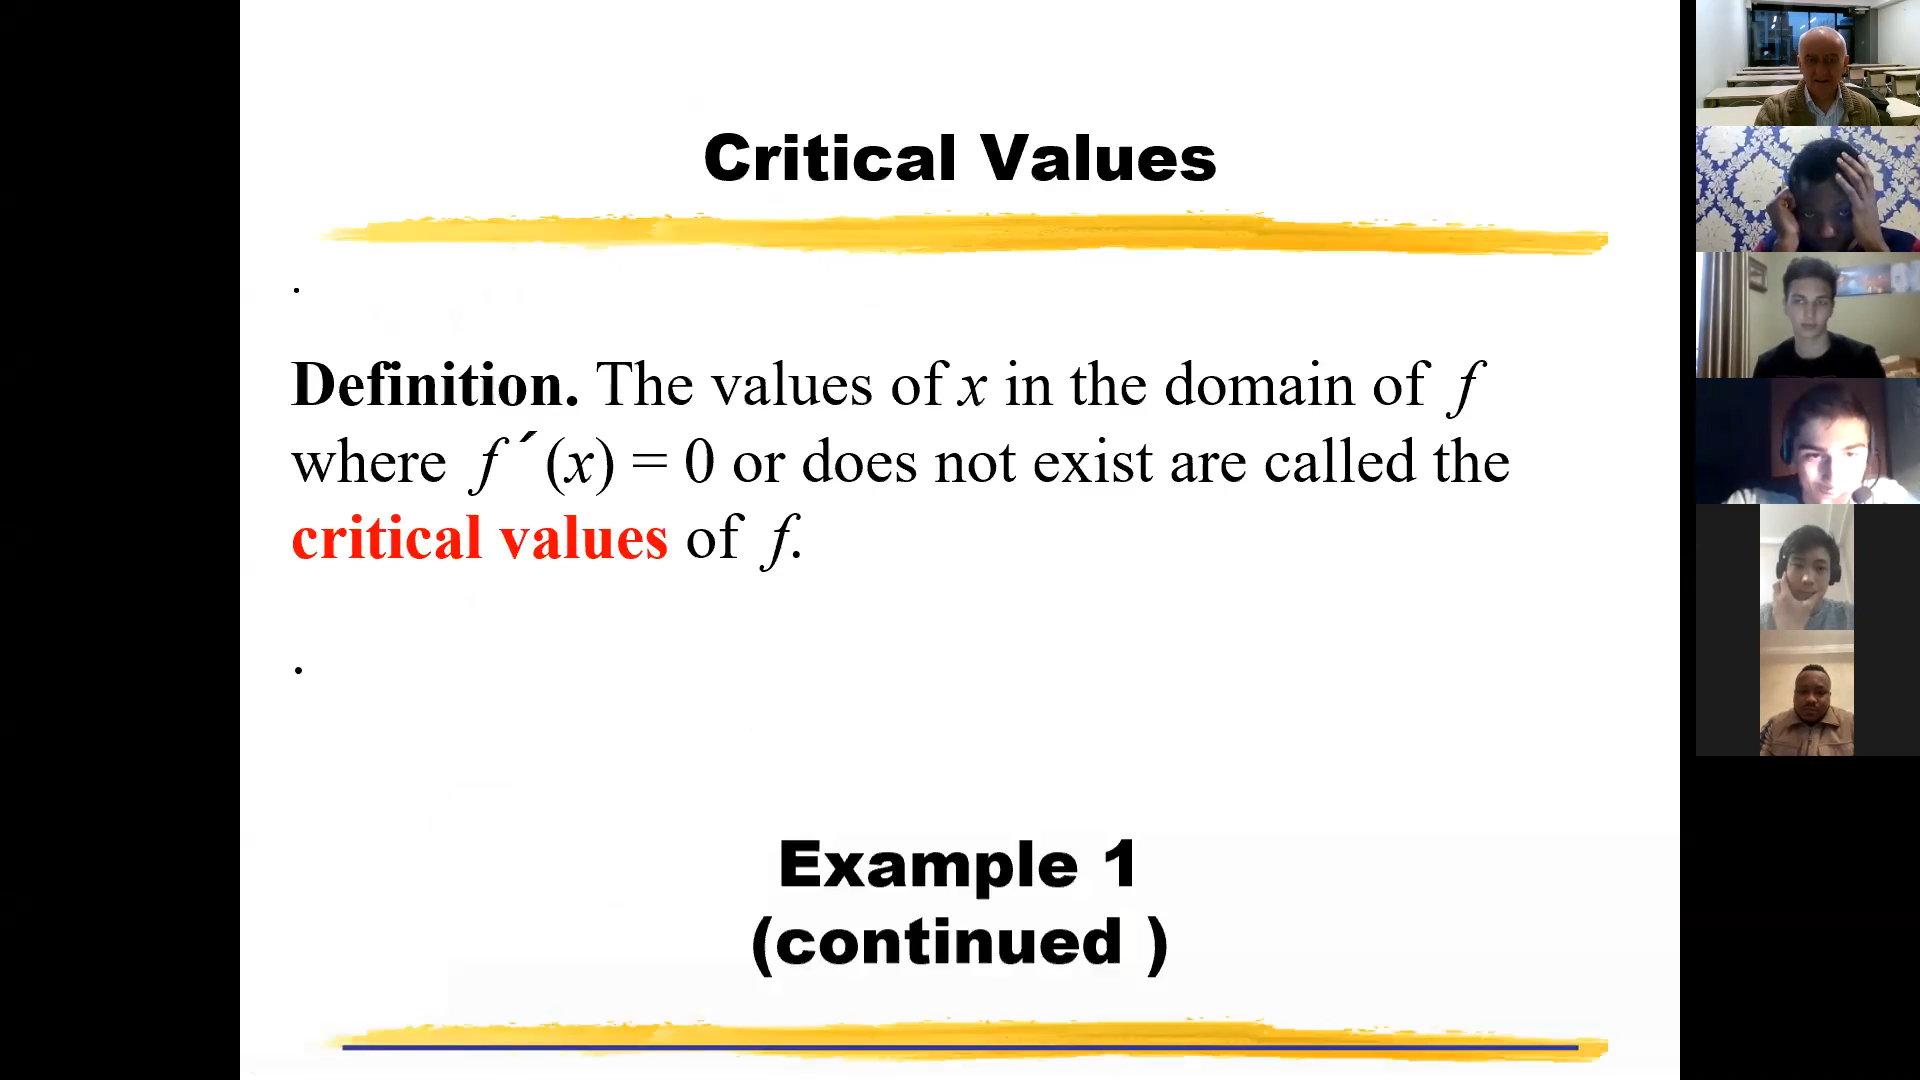 Critical Values
.
Definition. The values of x in the domain of f
where f´(x) = 0 or does not exist are called the
critical values of f.
.
Example 1
(continued )